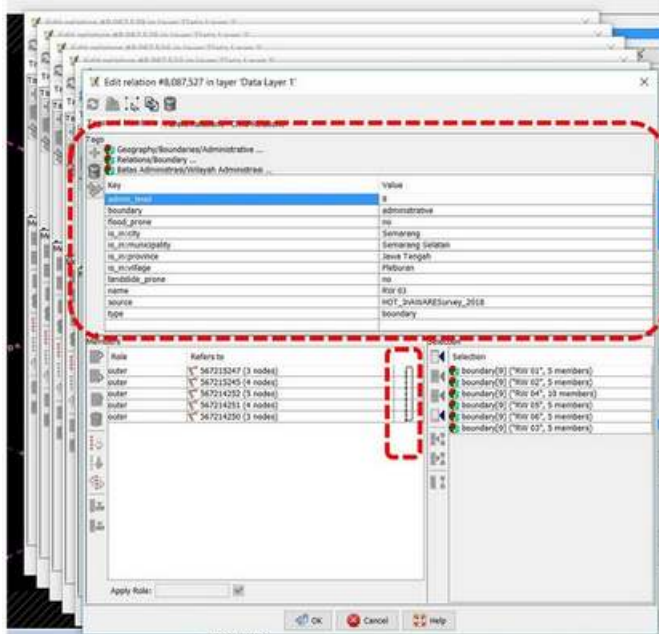 Edit relation #8,087,527 in layer 'Data Layer 1'
Tags
Geography/Boundaries/Administrative ...
Relations/Boundary ...
Batas Administrasi/Wilayah Administrasi ...
Key Value
admin_level
boundary administrative
flood_prone no
is_in:city Semarang
is_in:municipality Semarang Selatan
is_in:province Jawa Tengah
is_in:village Pleburan
landslide_prone no
name RW 03
source HOT_InAWARESurvey_2018
type boundary
Members Selection
Role Refers to Selection
outer 567215247 (3 nodes) boundary[9] ("RW 01", 5 members)
outer 567215245 (4 nodes) boundary[9] ("RW 02", 5 members)
outer 567214252 (5 nodes) boundary[9] ("RW 04", 10 members)
outer 567214251 (4 nodes) boundary[9] ("RW 05", 5 members)
outer 567214250 (3 nodes) boundary[9] ("RW 06", 5 members)
boundary[9] ("RW 03", 5 members)
Apply Role:
OK Cancel Help